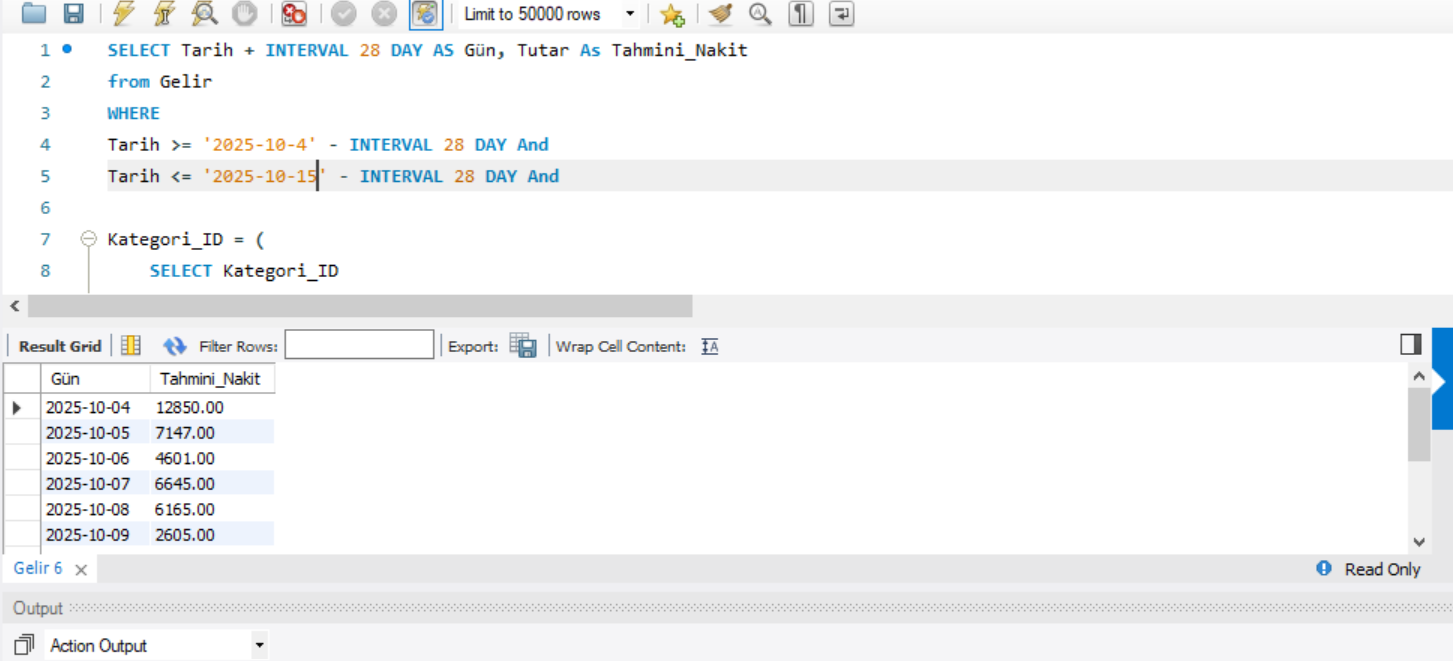 Limit to 50000 rows
1 SELECT Tarih + INTERVAL 28 DAY AS Gün, Tutar As Tahmini_Nakit
2 from Gelir
3 WHERE
4 Tarih >= '2025-10-4' - INTERVAL 28 DAY And
5 Tarih <= '2025-10-15' - INTERVAL 28 DAY And
6
7 Kategori_ID = (
8 SELECT Kategori_ID
Result Grid Filter Rows: Export: Wrap Cell Content:
Gün Tahmini_Nakit
2025-10-04 12850.00
2025-10-05 7147.00
2025-10-06 4601.00
2025-10-07 6645.00
2025-10-08 6165.00
2025-10-09 2605.00
Gelir 6 Read Only
Output
Action Output